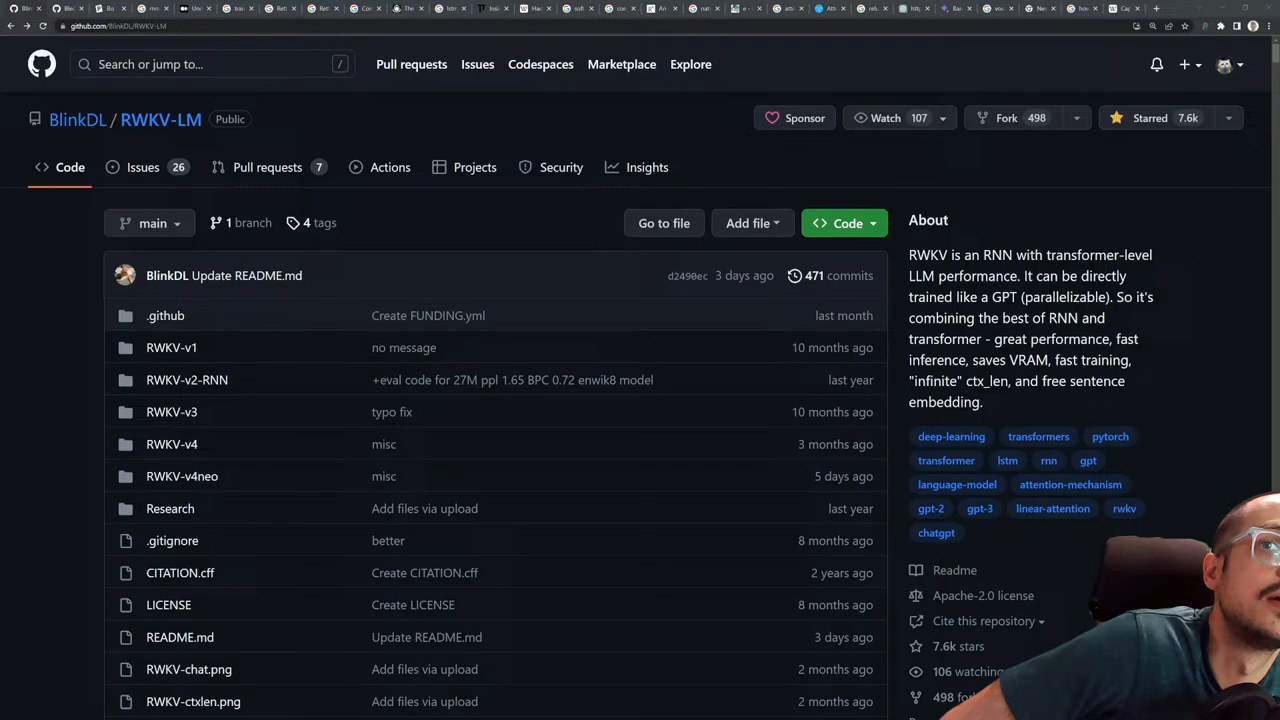 github.com/BlinkDL/RWKV-LM
Search or jump to...
/
Pull requests
Issues
Codespaces
Marketplace
Explore
BlinkDL / RWKV-LM
Public
Sponsor
Watch 107
Fork 498
Starred 7.6k
Code
Issues 26
Pull requests 7
Actions
Projects
Security
Insights
main
1 branch
4 tags
Go to file
Add file
Code
BlinkDL Update README.md
d2490ec 3 days ago
471 commits
.github Create FUNDING.yml last month
RWKV-v1 no message 10 months ago
RWKV-v2-RNN +eval code for 27M ppl 1.65 BPC 0.72 enwik8 model last year
RWKV-v3 typo fix 10 months ago
RWKV-v4 misc 3 months ago
RWKV-v4neo misc 5 days ago
Research Add files via upload last year
.gitignore better 8 months ago
CITATION.cff Create CITATION.cff 2 years ago
LICENSE Create LICENSE 8 months ago
README.md Update README.md 3 days ago
RWKV-chat.png Add files via upload 2 months ago
RWKV-ctxlen.png Add files via upload 2 months ago
About
RWKV is an RNN with transformer-level
LLM performance. It can be directly
trained like a GPT (parallelizable). So it's
combining the best of RNN and
transformer - great performance, fast
inference, saves VRAM, fast training,
"infinite" ctx_len, and free sentence
embedding.
deep-learning transformers pytorch
transformer lstm rnn gpt
language-model attention-mechanism
gpt-2 gpt-3 linear-attention rwkv
chatgpt
Readme
Apache-2.0 license
Cite this repository
7.6k stars
106 watching
498